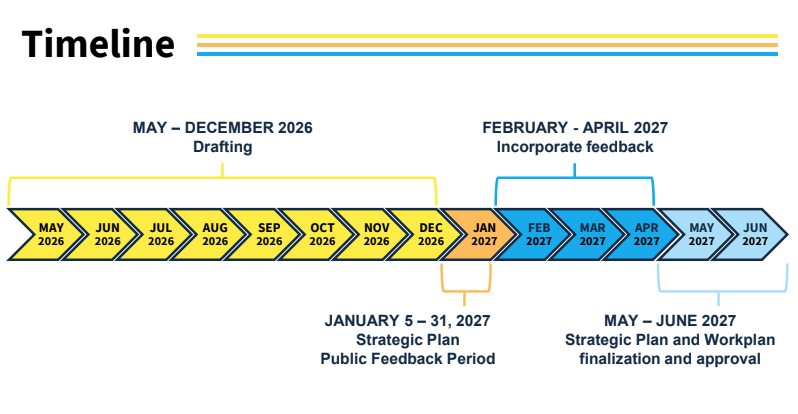 Timeline
MAY – DECEMBER 2026
Drafting
FEBRUARY - APRIL 2027
Incorporate feedback
MAY
2026
JUN
2026
JUL
2026
AUG
2026
SEP
2026
OCT
2026
NOV
2026
DEC
2026
JAN
2027
FEB
2027
MAR
2027
APR
2027
MAY
2027
JUN
2027
JANUARY 5 – 31, 2027
Strategic Plan
Public Feedback Period
MAY – JUNE 2027
Strategic Plan and Workplan
finalization and approval